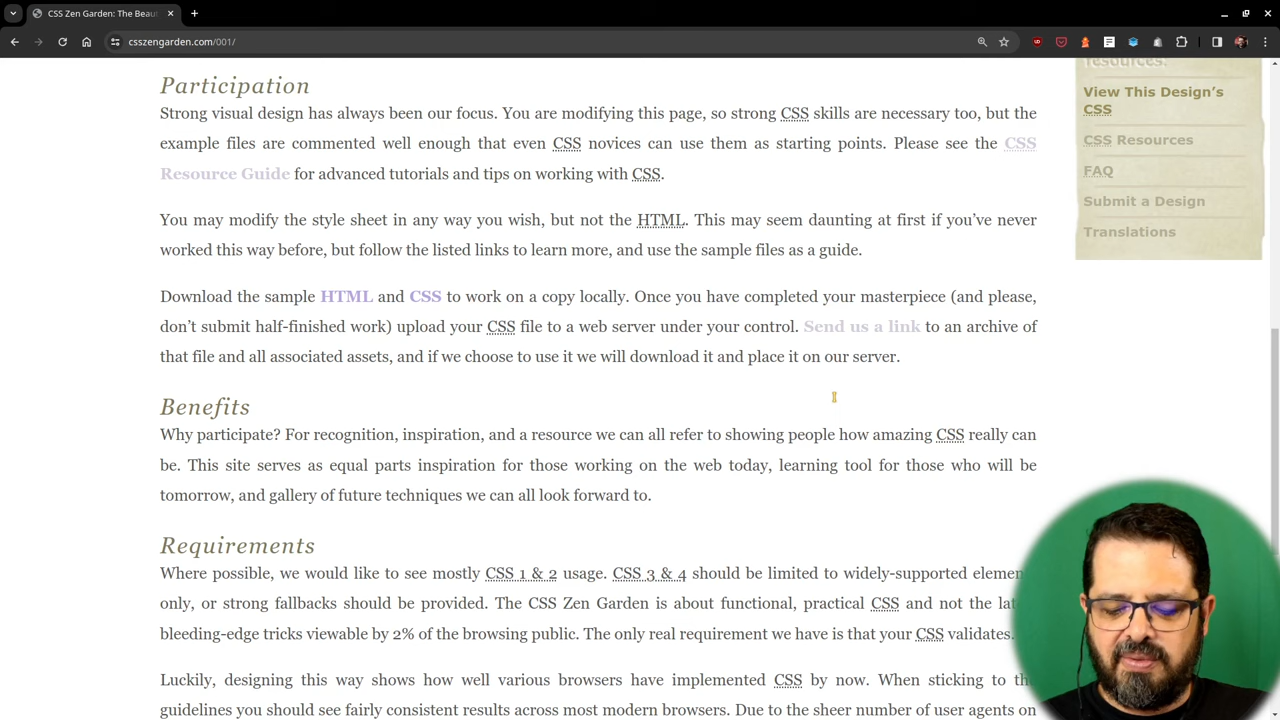 CSS Zen Garden: The Beaut
csszengarden.com/001/
Participation
Strong visual design has always been our focus. You are modifying this page, so strong CSS skills are necessary too, but the
example files are commented well enough that even CSS novices can use them as starting points. Please see the CSS
Resource Guide for advanced tutorials and tips on working with CSS.
You may modify the style sheet in any way you wish, but not the HTML. This may seem daunting at first if you’ve never
worked this way before, but follow the listed links to learn more, and use the sample files as a guide.
Download the sample HTML and CSS to work on a copy locally. Once you have completed your masterpiece (and please,
don’t submit half-finished work) upload your CSS file to a web server under your control. Send us a link to an archive of
that file and all associated assets, and if we choose to use it we will download it and place it on our server.
Benefits
Why participate? For recognition, inspiration, and a resource we can all refer to showing people how amazing CSS really can
be. This site serves as equal parts inspiration for those working on the web today, learning tool for those who will be
tomorrow, and gallery of future techniques we can all look forward to.
Requirements
Where possible, we would like to see mostly CSS 1 & 2 usage. CSS 3 & 4 should be limited to widely-supported elemen
only, or strong fallbacks should be provided. The CSS Zen Garden is about functional, practical CSS and not the lat
bleeding-edge tricks viewable by 2% of the browsing public. The only real requirement we have is that your CSS validates.
Luckily, designing this way shows how well various browsers have implemented CSS by now. When sticking to th
guidelines you should see fairly consistent results across most modern browsers. Due to the sheer number of user agents on
resources:
View This Design’s
CSS
CSS Resources
FAQ
Submit a Design
Translations